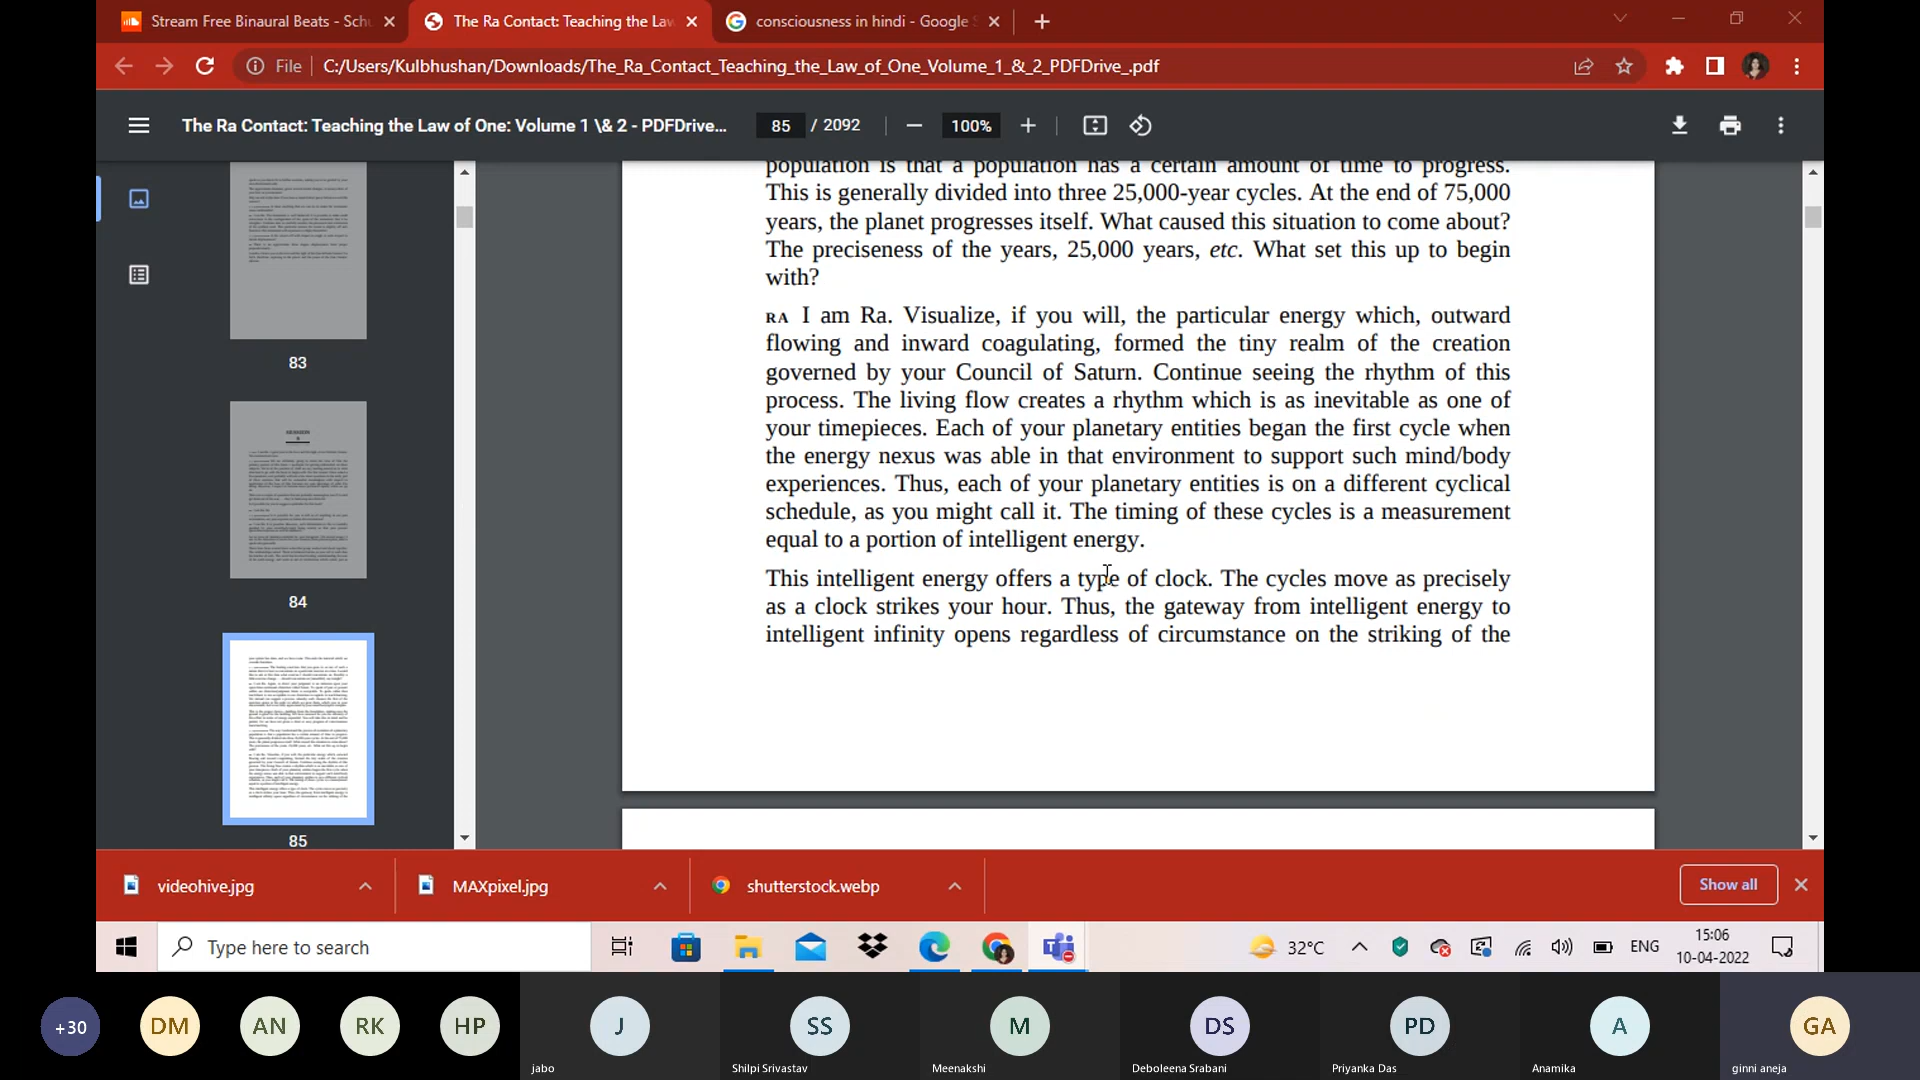 Stream Free Binaural Beats - Sch
The Ra Contact: Teaching the Law
consciousness in hindi - Google S
File
C:/Users/Kulbhushan/Downloads/The_Ra_Contact_Teaching_the_Law_of_One_Volume_1_&_2_PDFDrive_.pdf
The Ra Contact: Teaching the Law of One: Volume 1 \& 2 - PDFDrive...
85 / 2092
100%
83
84
85
population is that a population has a certain amount of time to progress.
This is generally divided into three 25,000-year cycles. At the end of 75,000
years, the planet progresses itself. What caused this situation to come about?
The preciseness of the years, 25,000 years, etc. What set this up to begin
with?
RA I am Ra. Visualize, if you will, the particular energy which, outward
flowing and inward coagulating, formed the tiny realm of the creation
governed by your Council of Saturn. Continue seeing the rhythm of this
process. The living flow creates a rhythm which is as inevitable as one of
your timepieces. Each of your planetary entities began the first cycle when
the energy nexus was able in that environment to support such mind/body
experiences. Thus, each of your planetary entities is on a different cyclical
schedule, as you might call it. The timing of these cycles is a measurement
equal to a portion of intelligent energy.
This intelligent energy offers a type of clock. The cycles move as precisely
as a clock strikes your hour. Thus, the gateway from intelligent energy to
intelligent infinity opens regardless of circumstance on the striking of the
videohive.jpg
MAXpixel.jpg
shutterstock.webp
Show all
Type here to search
32°C
ENG
15:06
10-04-2022
+30
DM
AN
RK
HP
J
SS
M
DS
PD
A
GA
jabo
Shilpi Srivastav
Meenakshi
Deboleena Srabani
Priyanka Das
Anamika
ginni aneja